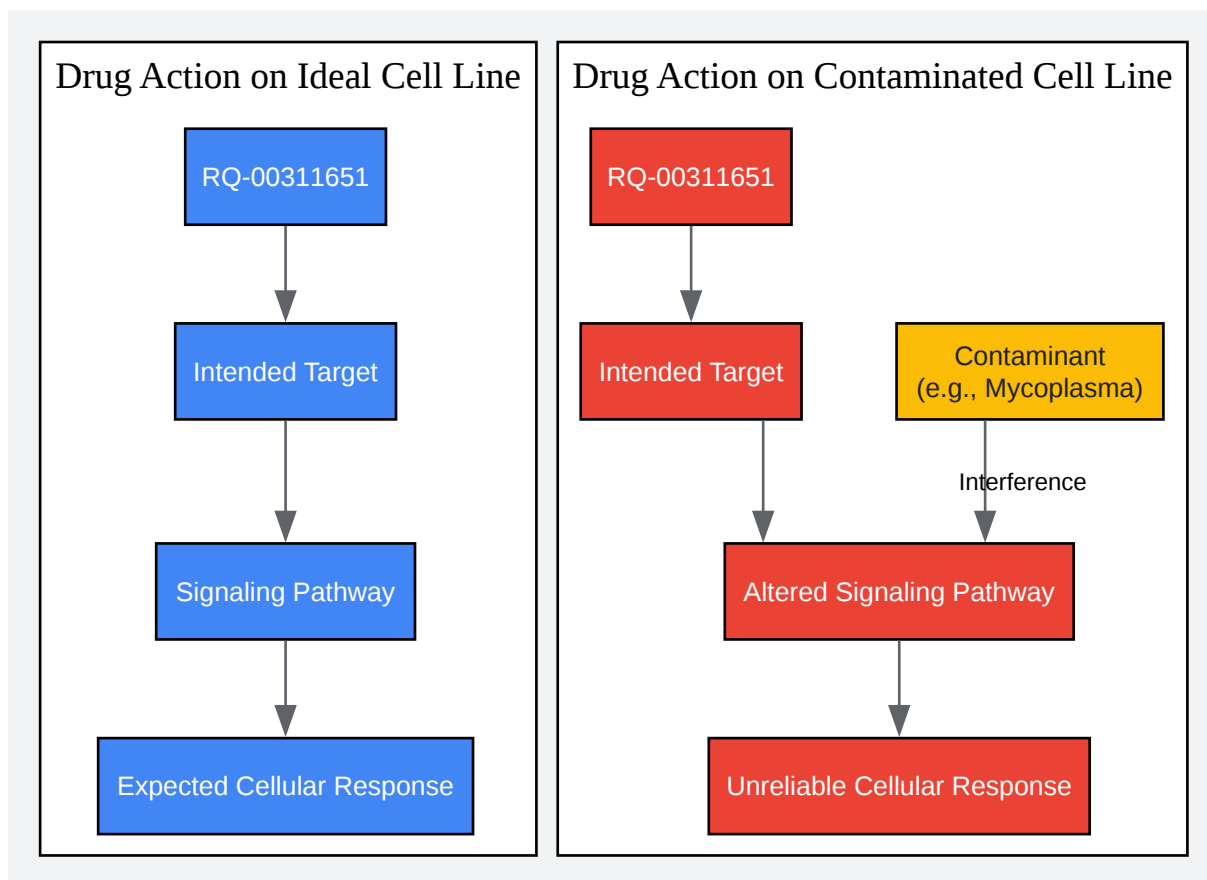 Drug Action on Ideal Cell Line
RQ-00311651
Intended Target
Signaling Pathway
Expected Cellular Response
Drug Action on Contaminated Cell Line
RQ-00311651
Intended Target
Contaminant
(e.g., Mycoplasma)
Interference
Altered Signaling Pathway
Unreliable Cellular Response